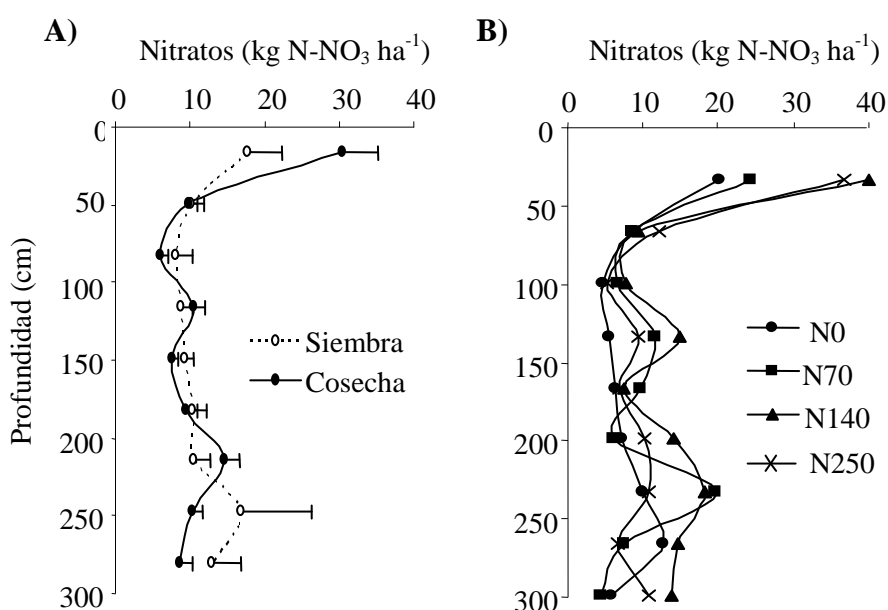 A)
Nitratos (kg N-NO₃ ha⁻¹)
0 10 20 30 40
0
50
100
150
200
250
300
Profundidad (cm)
Siembra
Cosecha
B)
Nitratos (kg N-NO₃ ha⁻¹)
0 10 20 30 40
0
50
100
150
200
250
300
N0
N70
N140
N250